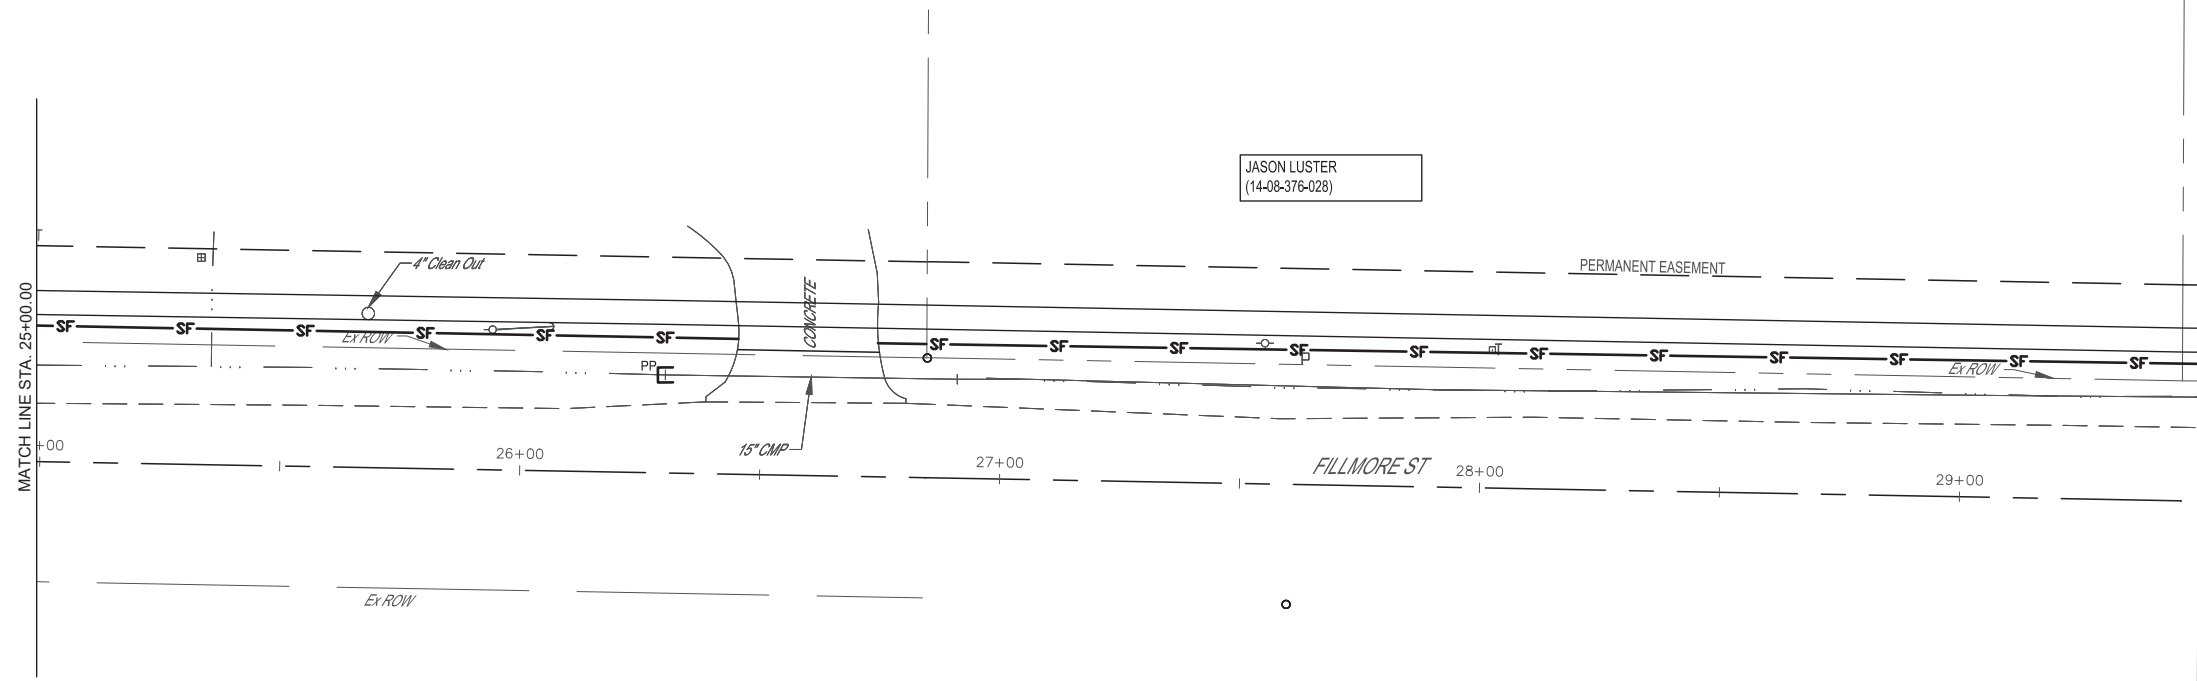 JASON LUSTER
(14-08-376-028)
T
4" Clean Out
PERMANENT EASEMENT
MATCH LINE STA. 25+00.00
CONCRETE
SF SF SF SF SF SF SF SF SF SF SF SF SF SF SF SF SF
Ex ROW
T
P
PP
Ex ROW
15" CMP
+00
26+00
27+00
FILLMORE ST
28+00
29+00
Ex ROW